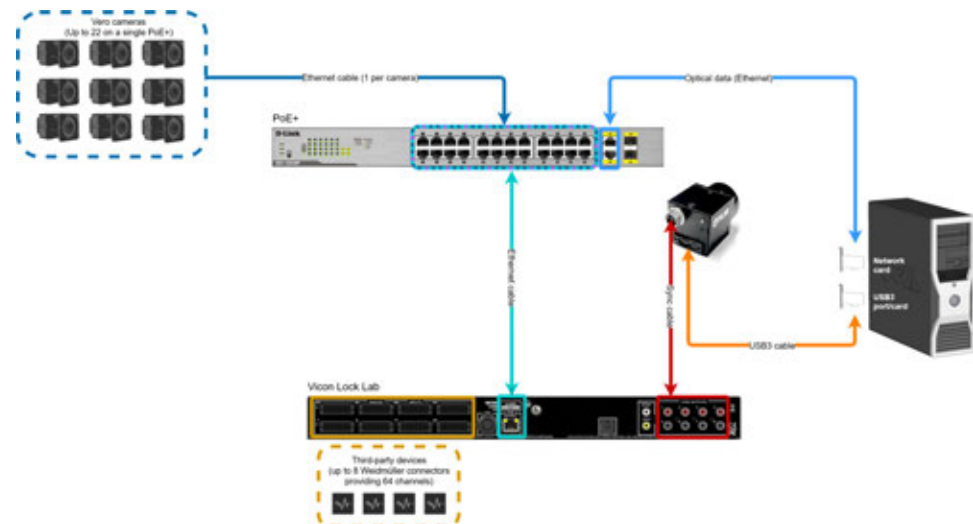 Vero cameras
(Up to 22 on a single PoE+)
Ethernet cable (1 per camera)
Optical data (Ethernet)
PoE+
D-Link
Ethernet cable
Sync cable
Network
card
USB3
port/card
USB3 cable
Vicon Lock Lab
Third-party devices
(up to 8 Weidmüller connectors
providing 64 channels)